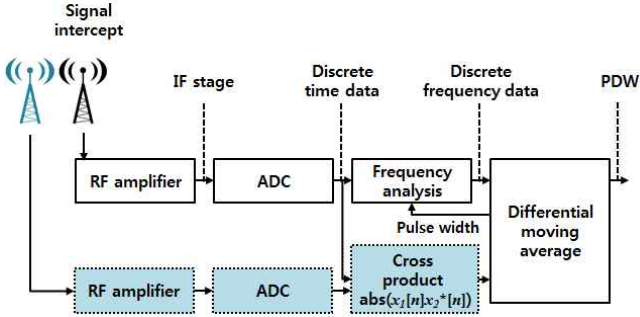 Signal
intercept
IF stage
Discrete
time data
Discrete
frequency data
PDW
RF amplifier
ADC
Frequency
analysis
Differential
moving
average
Pulse width
RF amplifier
ADC
Cross
product
abs(x₁[n]x₂*[n])